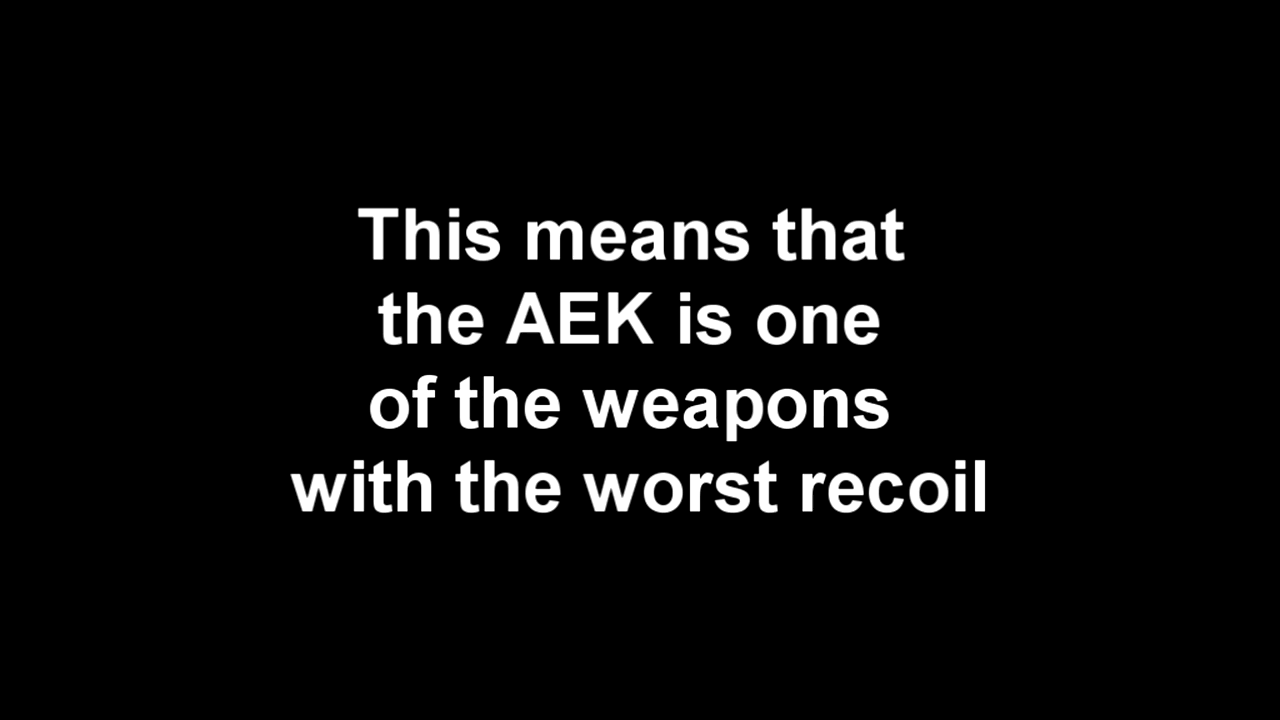 This means that
the AEK is one
of the weapons
with the worst recoil